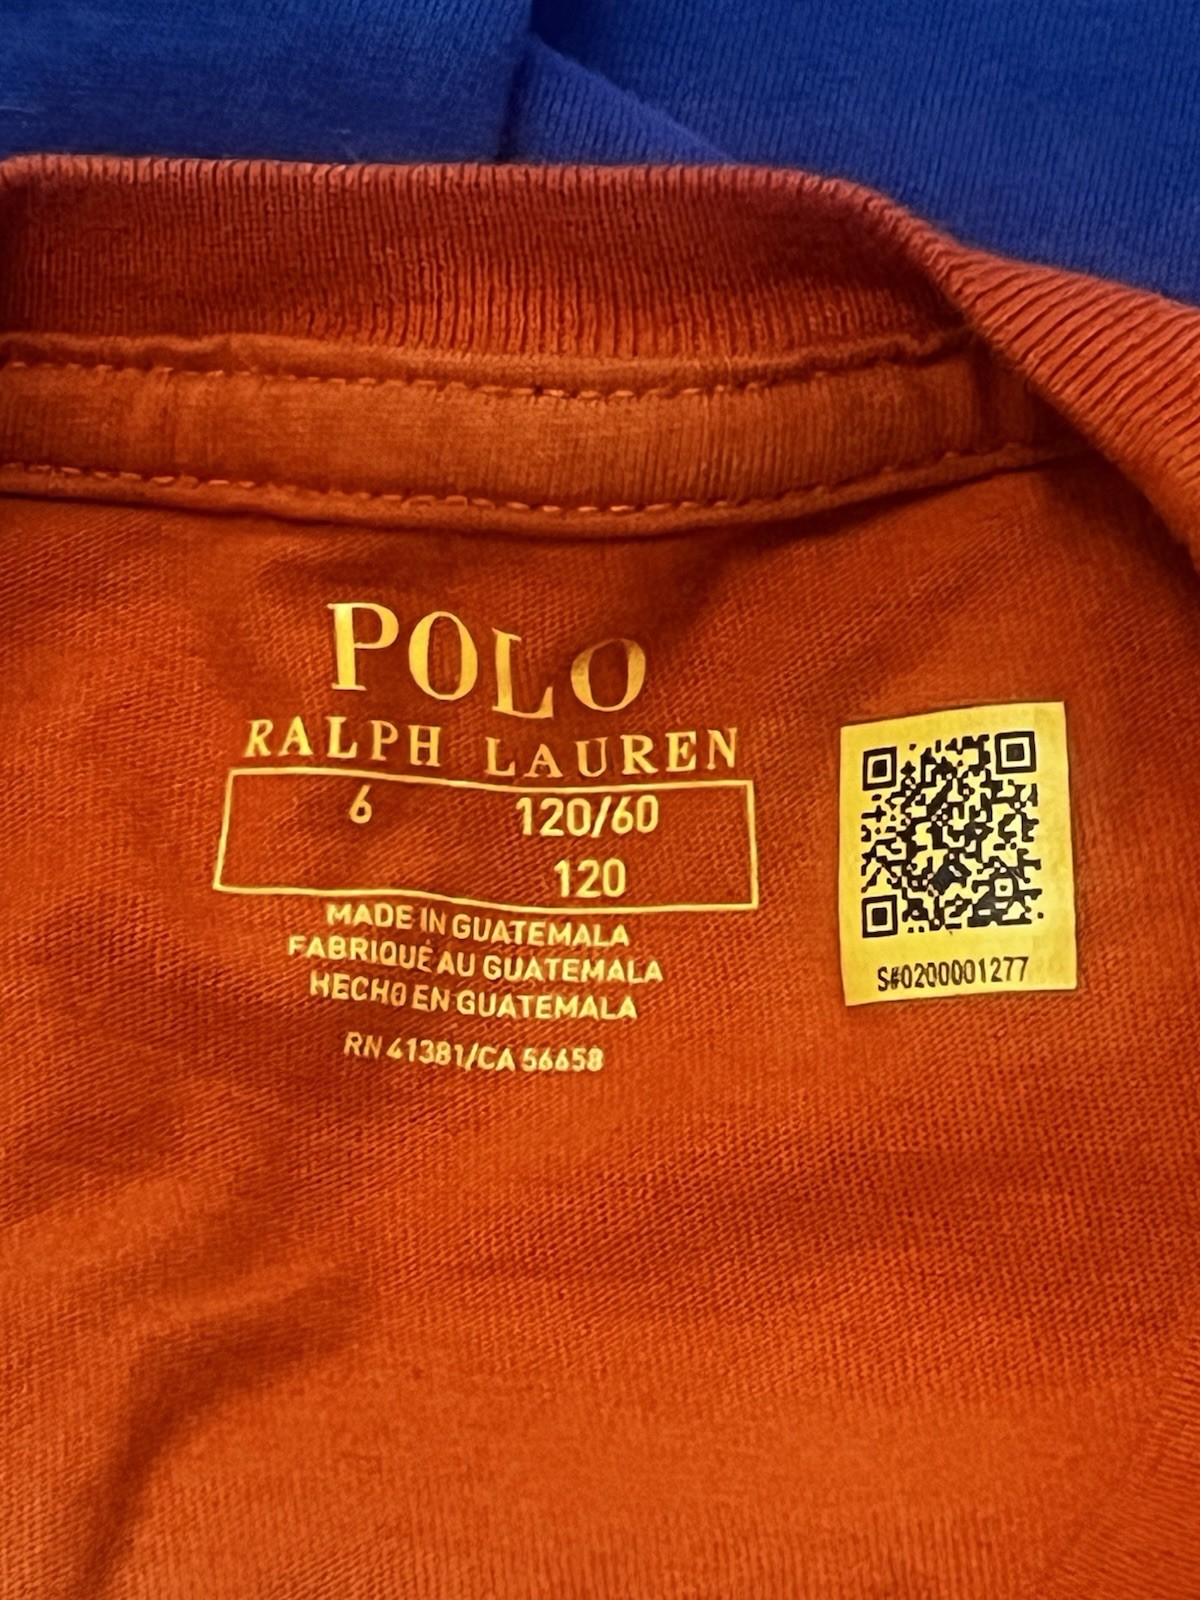 POLO
RALPH LAUREN
6 120/60
120
MADE IN GUATEMALA
FABRIQUÉ AU GUATEMALA
HECHO EN GUATEMALA
RN 41381/CA 56658
S#0200001277